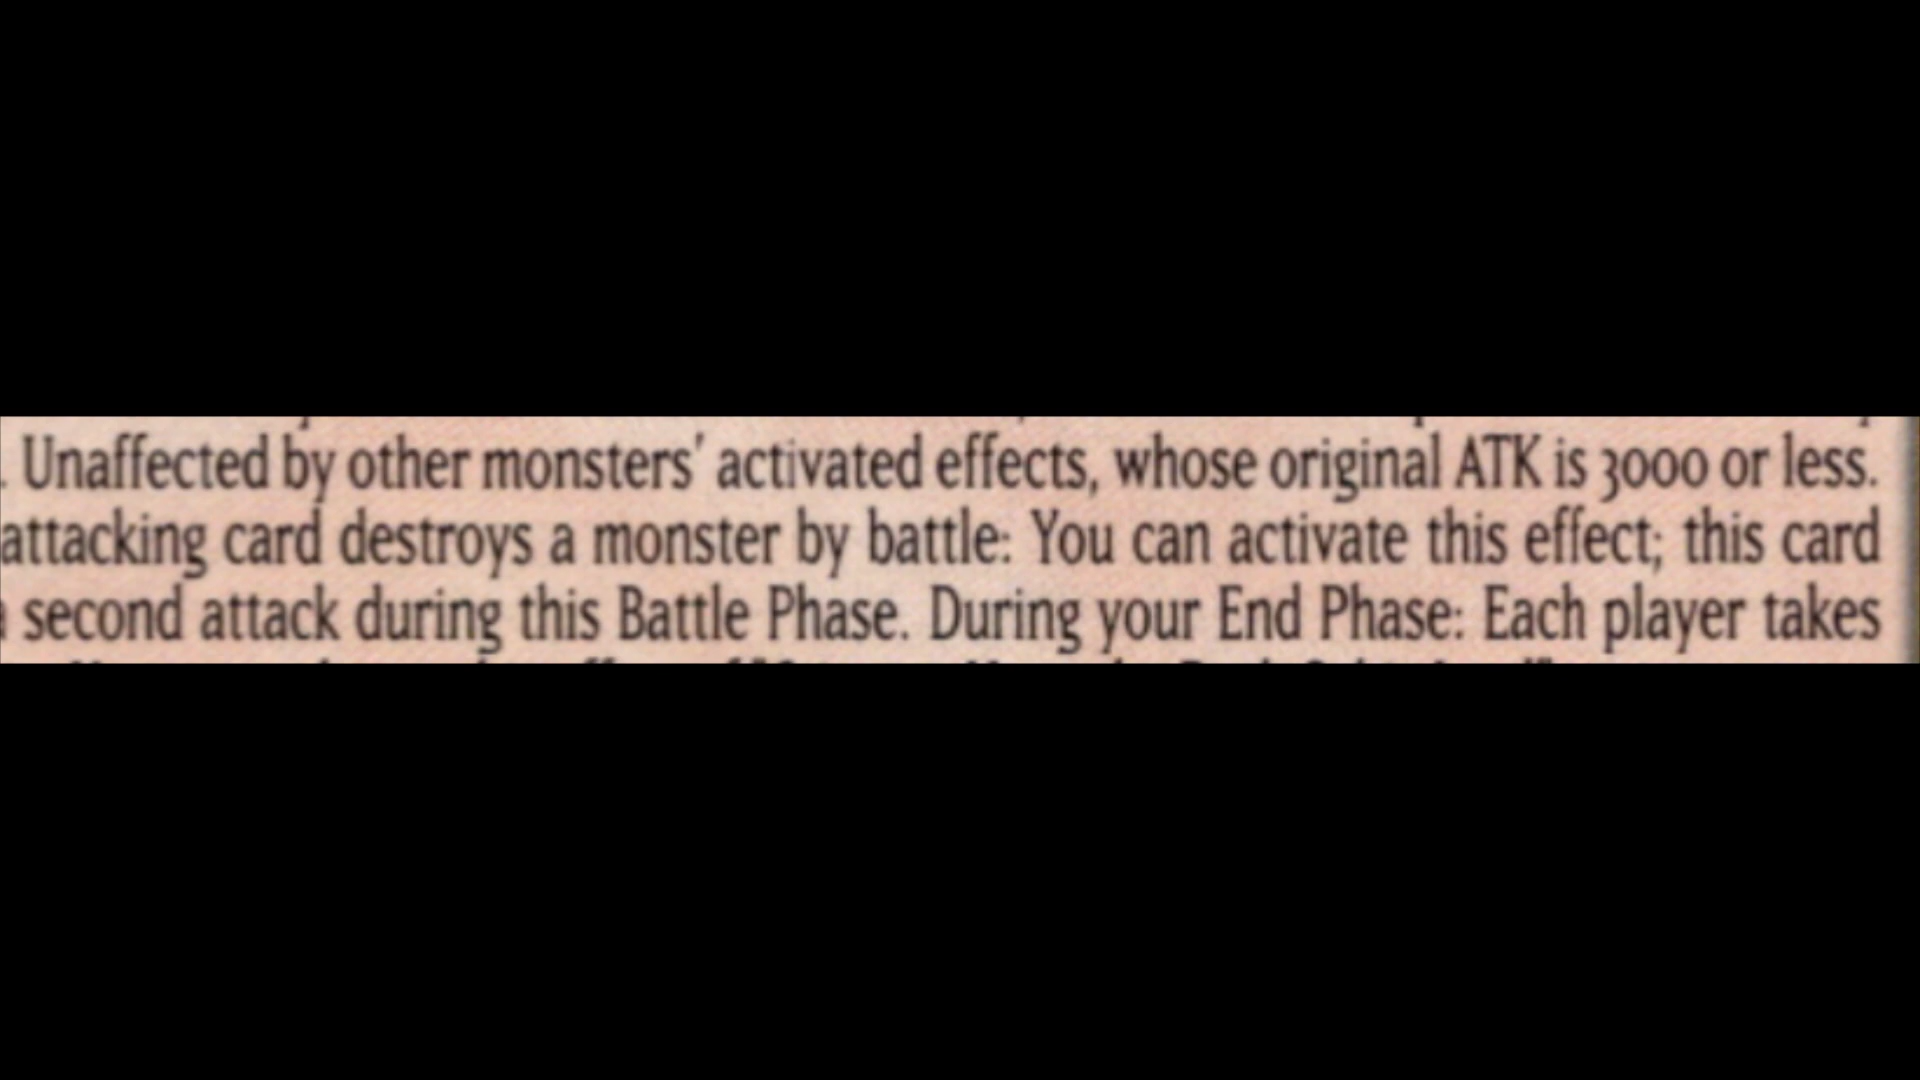 . Unaffected by other monsters' activated effects, whose original ATK is 3000 or less.
attacking card destroys a monster by battle: You can activate this effect; this card
second attack during this Battle Phase. During your End Phase: Each player takes